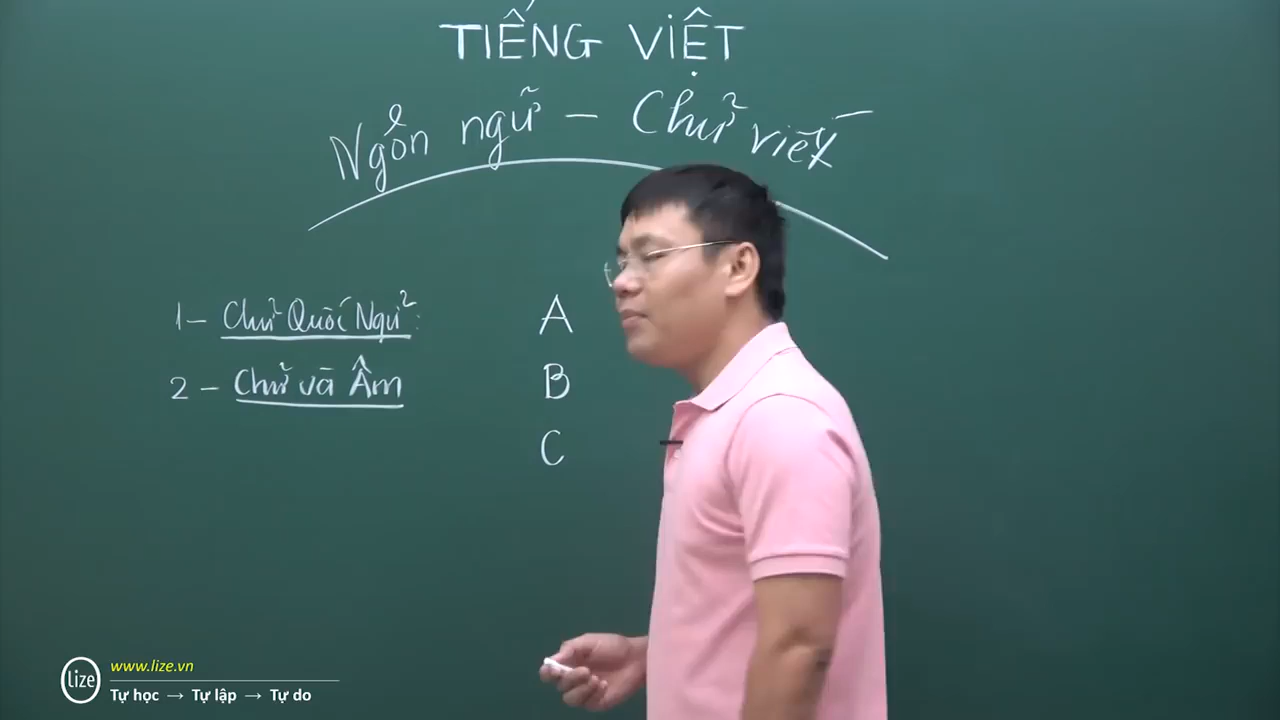 TIẾNG VIỆT
Ngôn ngữ – Chữ viết
1– Chữ Quốc Ngữ:
2 – Chữ và Âm
A
B
C
lize
www.lize.vn
Tự học → Tự lập → Tự do